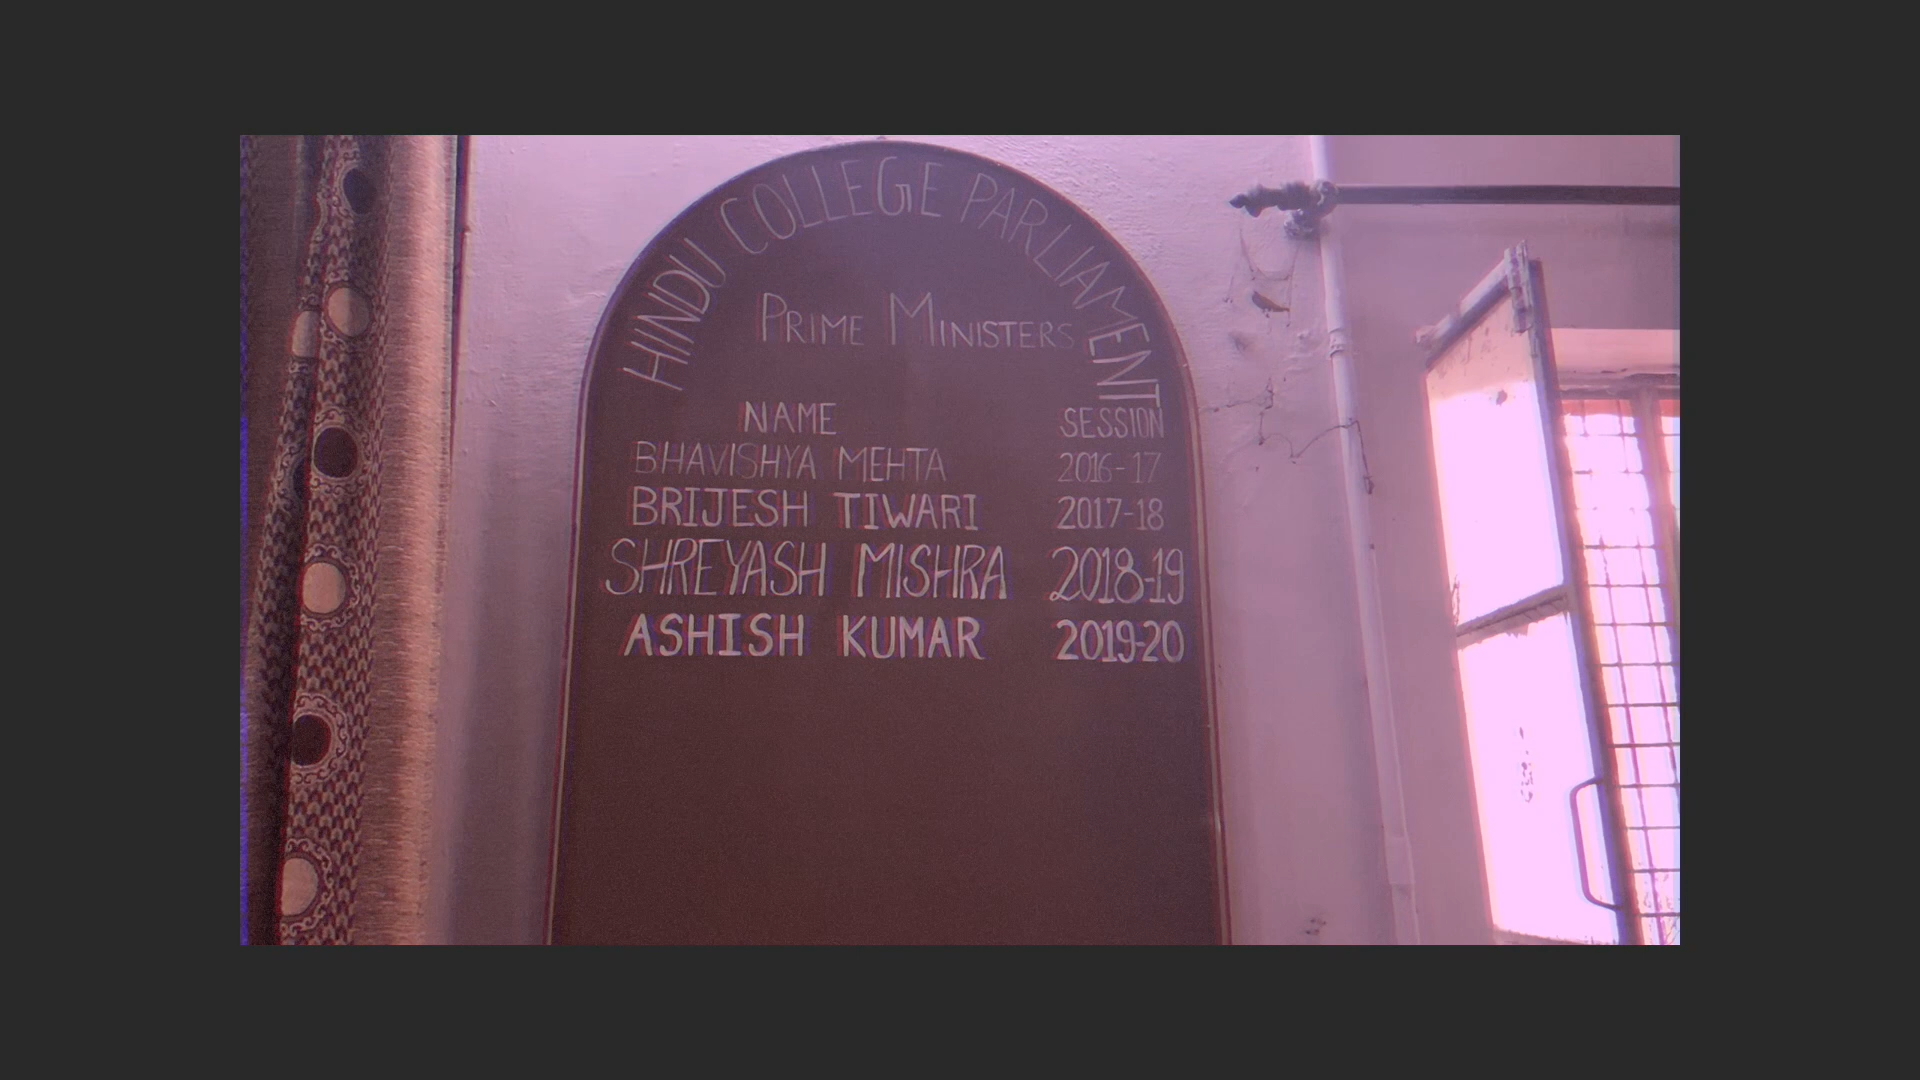 HINDU COLLEGE PARLIAMENT
PRIME MINISTERS
NAME SESSION
BHAVISHYA MEHTA 2016-17
BRIJESH TIWARI 2017-18
SHREYASH MISHRA 2018-19
ASHISH KUMAR 2019-20